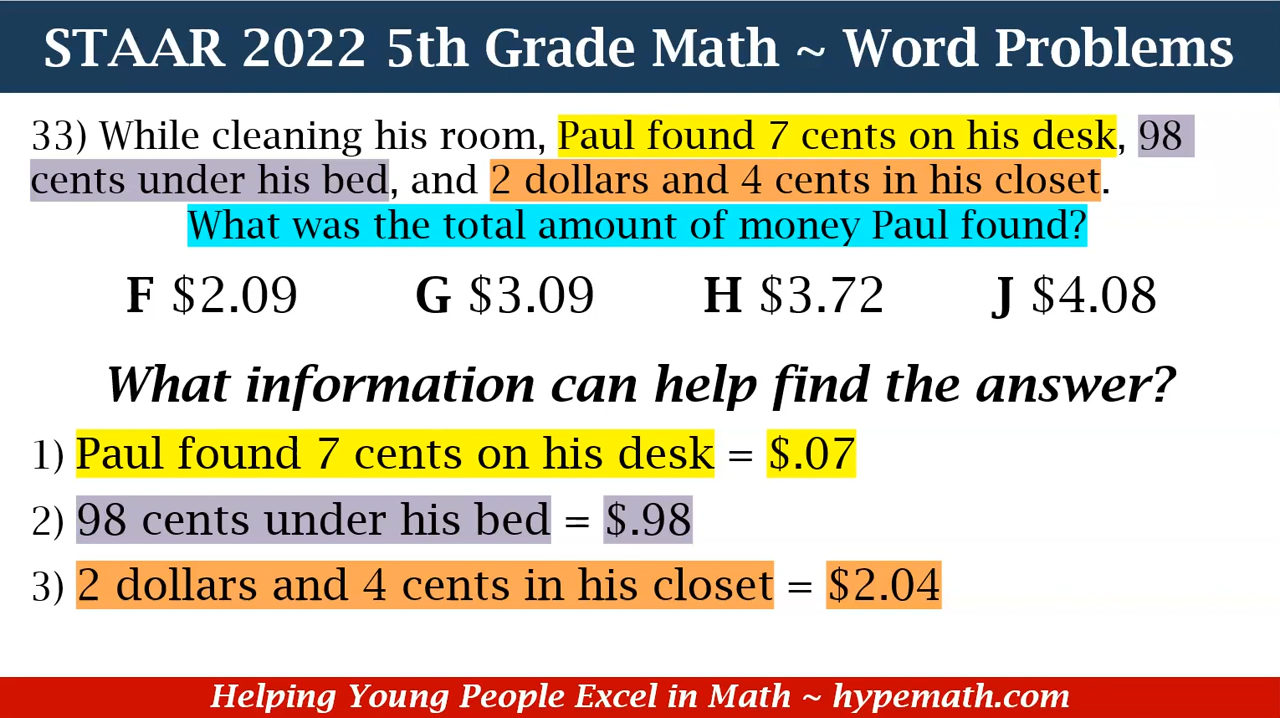 STAAR 2022 5th Grade Math ~ Word Problems
33) While cleaning his room, Paul found 7 cents on his desk, 98
cents under his bed, and 2 dollars and 4 cents in his closet.
What was the total amount of money Paul found?
F $2.09 G $3.09 H $3.72 J $4.08
What information can help find the answer?
1) Paul found 7 cents on his desk = $.07
2) 98 cents under his bed = $.98
3) 2 dollars and 4 cents in his closet = $2.04
Helping Young People Excel in Math ~ hypemath.com